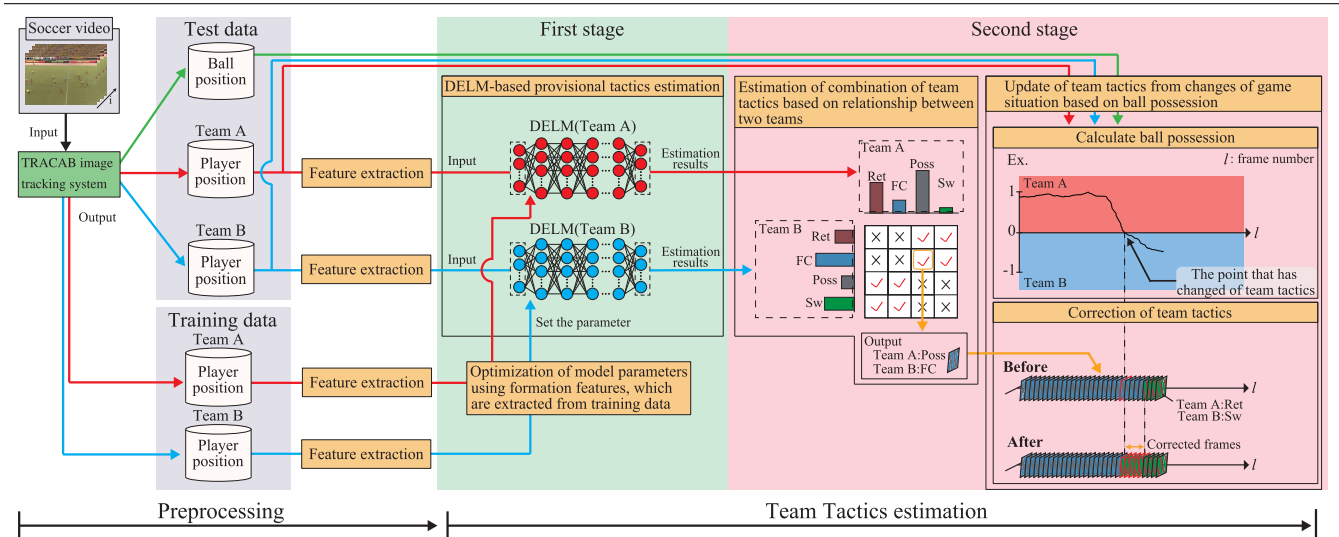 Soccer video
i
Input
TRACAB image
tracking system
Output
Test data
Ball
position
Team A
Player
position
Team B
Player
position
Training data
Team A
Player
position
Team B
Player
position
Feature extraction
Feature extraction
Feature extraction
Feature extraction
First stage
DELM-based provisional tactics estimation
DELM(Team A)
Input
Estimation
results
DELM(Team B)
Input
Estimation
results
Set the parameter
Optimization of model parameters
using formation features, which
are extracted from training data
Second stage
Estimation of combination of team
tactics based on relationship between
two teams
Team A
Ret
FC
Poss
Sw
Team B
Ret
FC
Poss
Sw
Output
Team A:Poss
Team B:FC
Update of team tactics from changes of game
situation based on ball possession
Calculate ball possession
Ex.
l : frame number
1
Team A
0
l
-1
Team B
The point that has
changed of team tactics
Correction of team tactics
Before
l
Team A:Ret
Team B:Sw
After
Corrected frames
l
Preprocessing
Team Tactics estimation